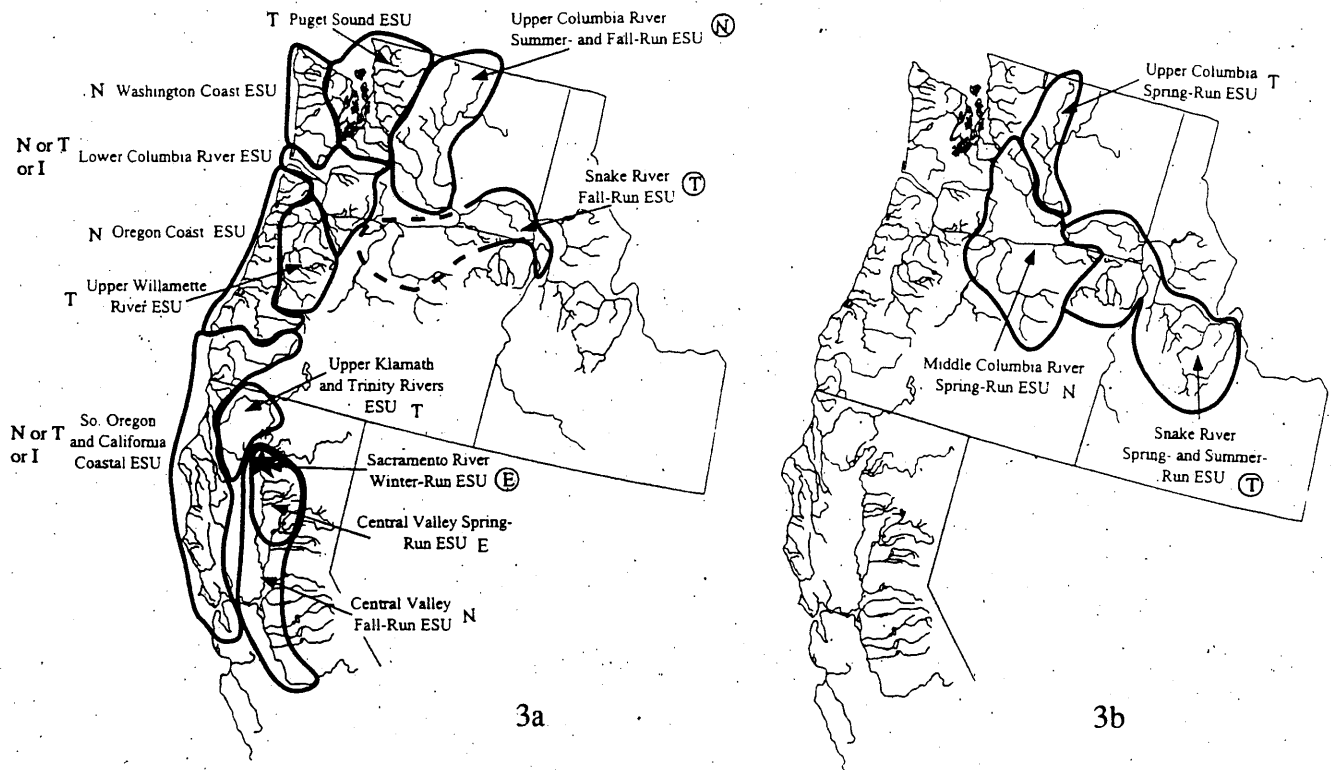 T Puget Sound ESU
Upper Columbia River
Summer- and Fall-Run ESU N
N Washington Coast ESU
N or T
or I
Lower Columbia River ESU
Snake River
Fall-Run ESU T
N Oregon Coast ESU
T Upper Willamette
River ESU
Upper Klamath
and Trinity Rivers
ESU T
N or T
or I
So. Oregon
and California
Coastal ESU
Sacramento River
Winter-Run ESU E
Central Valley Spring-
Run ESU E
Central Valley
Fall-Run ESU N
3a
Upper Columbia
Spring-Run ESU T
Middle Columbia River
Spring-Run ESU N
Snake River
Spring- and Summer-
Run ESU T
3b